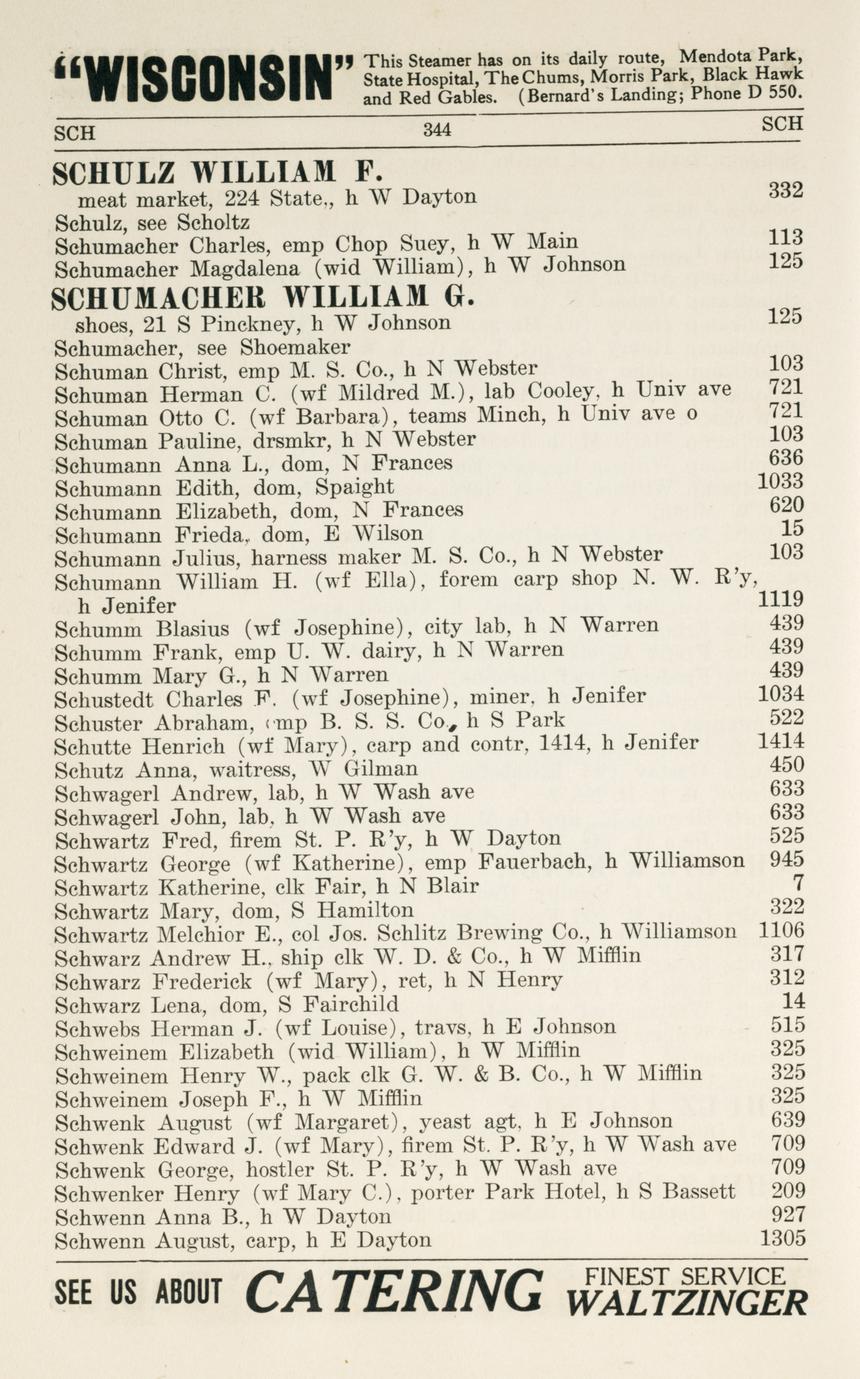 "WISCONSIN" This Steamer has on its daily route, Mendota Park,
State Hospital, The Chums, Morris Park, Black Hawk
and Red Gables. (Bernard's Landing; Phone D 550.
SCH 344 SCH
SCHULZ WILLIAM F.
meat market, 224 State., h W Dayton 332
Schulz, see Scholtz
Schumacher Charles, emp Chop Suey, h W Main 113
Schumacher Magdalena (wid William), h W Johnson 125
SCHUMACHER WILLIAM G.
shoes, 21 S Pinckney, h W Johnson 125
Schumacher, see Shoemaker
Schuman Christ, emp M. S. Co., h N Webster 103
Schuman Herman C. (wf Mildred M.), lab Cooley, h Univ ave 721
Schuman Otto C. (wf Barbara), teams Minch, h Univ ave o 721
Schuman Pauline, drsmkr, h N Webster 103
Schumann Anna L., dom, N Frances 636
Schumann Edith, dom, Spaight 1033
Schumann Elizabeth, dom, N Frances 620
Schumann Frieda, dom, E Wilson 15
Schumann Julius, harness maker M. S. Co., h N Webster 103
Schumann William H. (wf Ella), forem carp shop N. W. R'y,
h Jenifer 1119
Schumm Blasius (wf Josephine), city lab, h N Warren 439
Schumm Frank, emp U. W. dairy, h N Warren 439
Schumm Mary G., h N Warren 439
Schustedt Charles F. (wf Josephine), miner, h Jenifer 1034
Schuster Abraham, emp B. S. S. Co., h S Park 522
Schutte Henrich (wf Mary), carp and contr, 1414, h Jenifer 1414
Schutz Anna, waitress, W Gilman 450
Schwagerl Andrew, lab, h W Wash ave 633
Schwagerl John, lab, h W Wash ave 633
Schwartz Fred, firem St. P. R'y, h W Dayton 525
Schwartz George (wf Katherine), emp Fauerbach, h Williamson 945
Schwartz Katherine, clk Fair, h N Blair 7
Schwartz Mary, dom, S Hamilton 322
Schwartz Melchior E., col Jos. Schlitz Brewing Co., h Williamson 1106
Schwarz Andrew H., ship clk W. D. & Co., h W Mifflin 317
Schwarz Frederick (wf Mary), ret, h N Henry 312
Schwarz Lena, dom, S Fairchild 14
Schwebs Herman J. (wf Louise), travs, h E Johnson 515
Schweinem Elizabeth (wid William), h W Mifflin 325
Schweinem Henry W., pack clk G. W. & B. Co., h W Mifflin 325
Schweinem Joseph F., h W Mifflin 325
Schwenk August (wf Margaret), yeast agt, h E Johnson 639
Schwenk Edward J. (wf Mary), firem St. P. R'y, h W Wash ave 709
Schwenk George, hostler St. P. R'y, h W Wash ave 709
Schwenker Henry (wf Mary C.), porter Park Hotel, h S Bassett 209
Schwenn Anna B., h W Dayton 927
Schwenn August, carp, h E Dayton 1305
SEE US ABOUT CATERING FINEST SERVICE
WALTZINGER